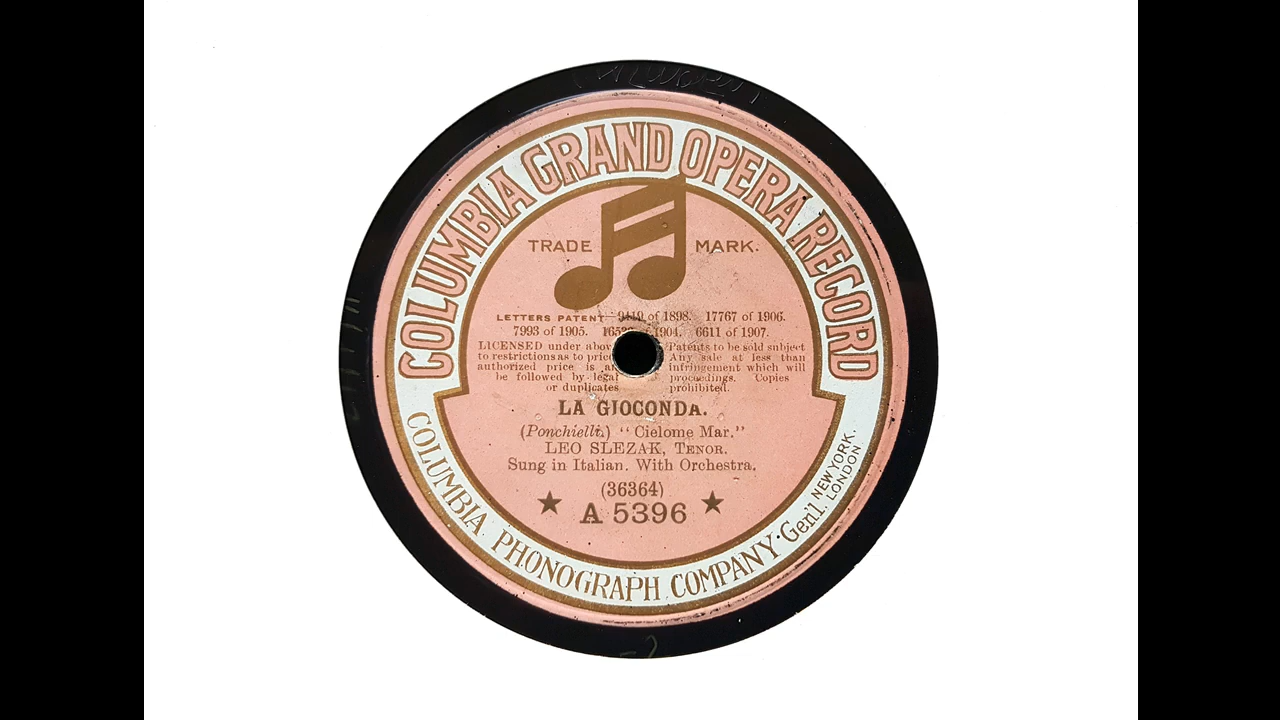 COLUMBIA GRAND OPERA RECORD
TRADE MARK.
LETTERS PATENT 9419 of 1898. 17767 of 1906.
7993 of 1905. of 1904. 6611 of 1907.
LICENSED under Patents to be sold subject
to restrictions as to price Any sale at less than
authorized price is an infringement which will
be followed by legal proceedings. Copies
or duplicates prohibited.
LA GIOCONDA.
(Ponchielli.) “Cielome Mar.”
LEO SLEZAK, TENOR.
Sung in Italian. With Orchestra.
(36364)
★ A 5396 ★
COLUMBIA PHONOGRAPH COMPANY·Gen'l. NEW YORK.
LONDON